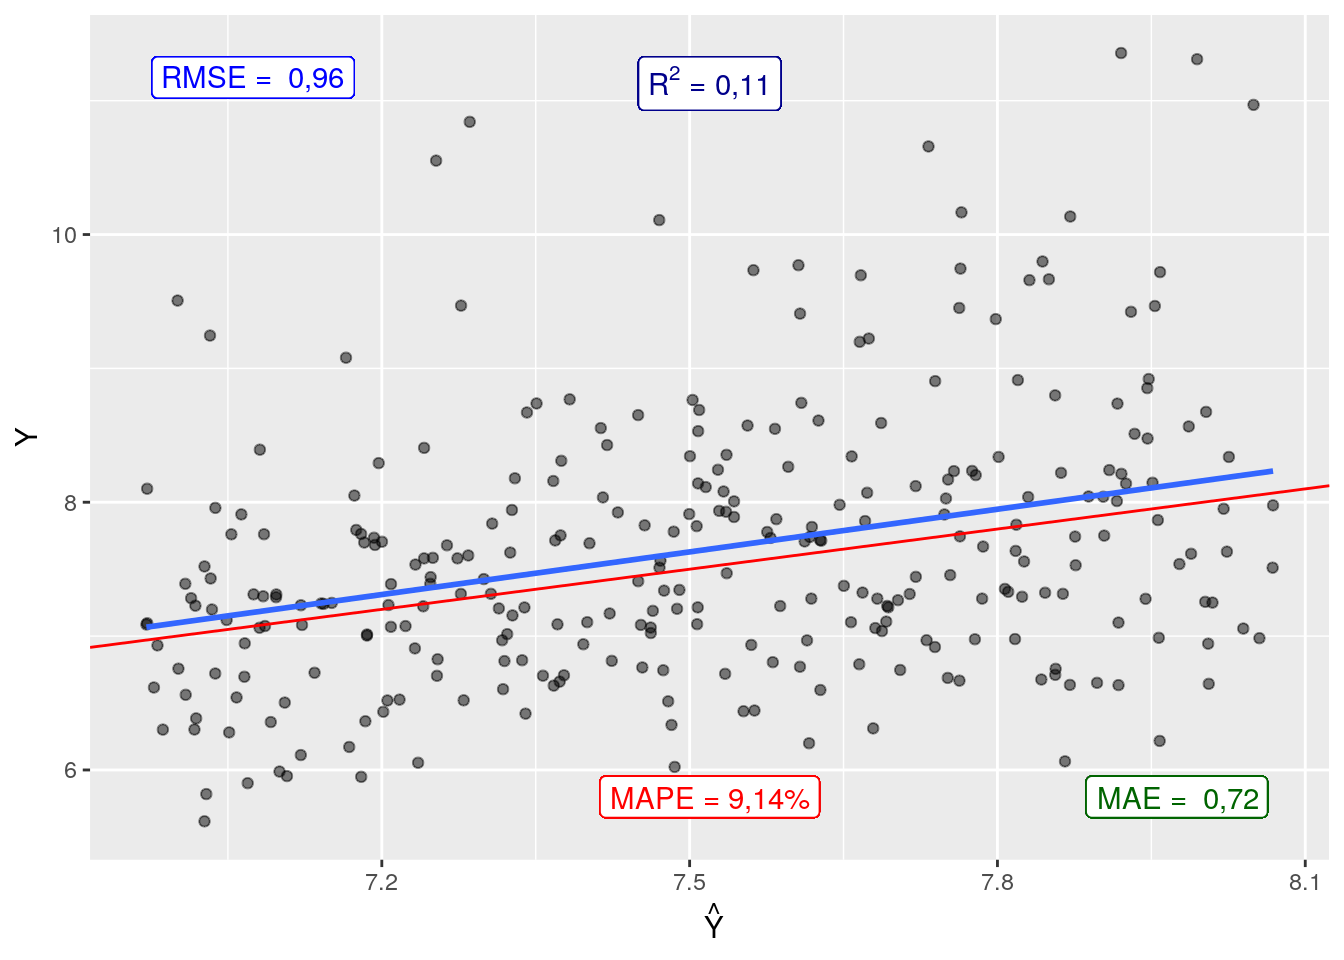 RMSE =  0,96
R² = 0,11
Y
10
8
6
MAPE = 9,14%
MAE =  0,72
7.2
7.5
7.8
8.1
Ŷ